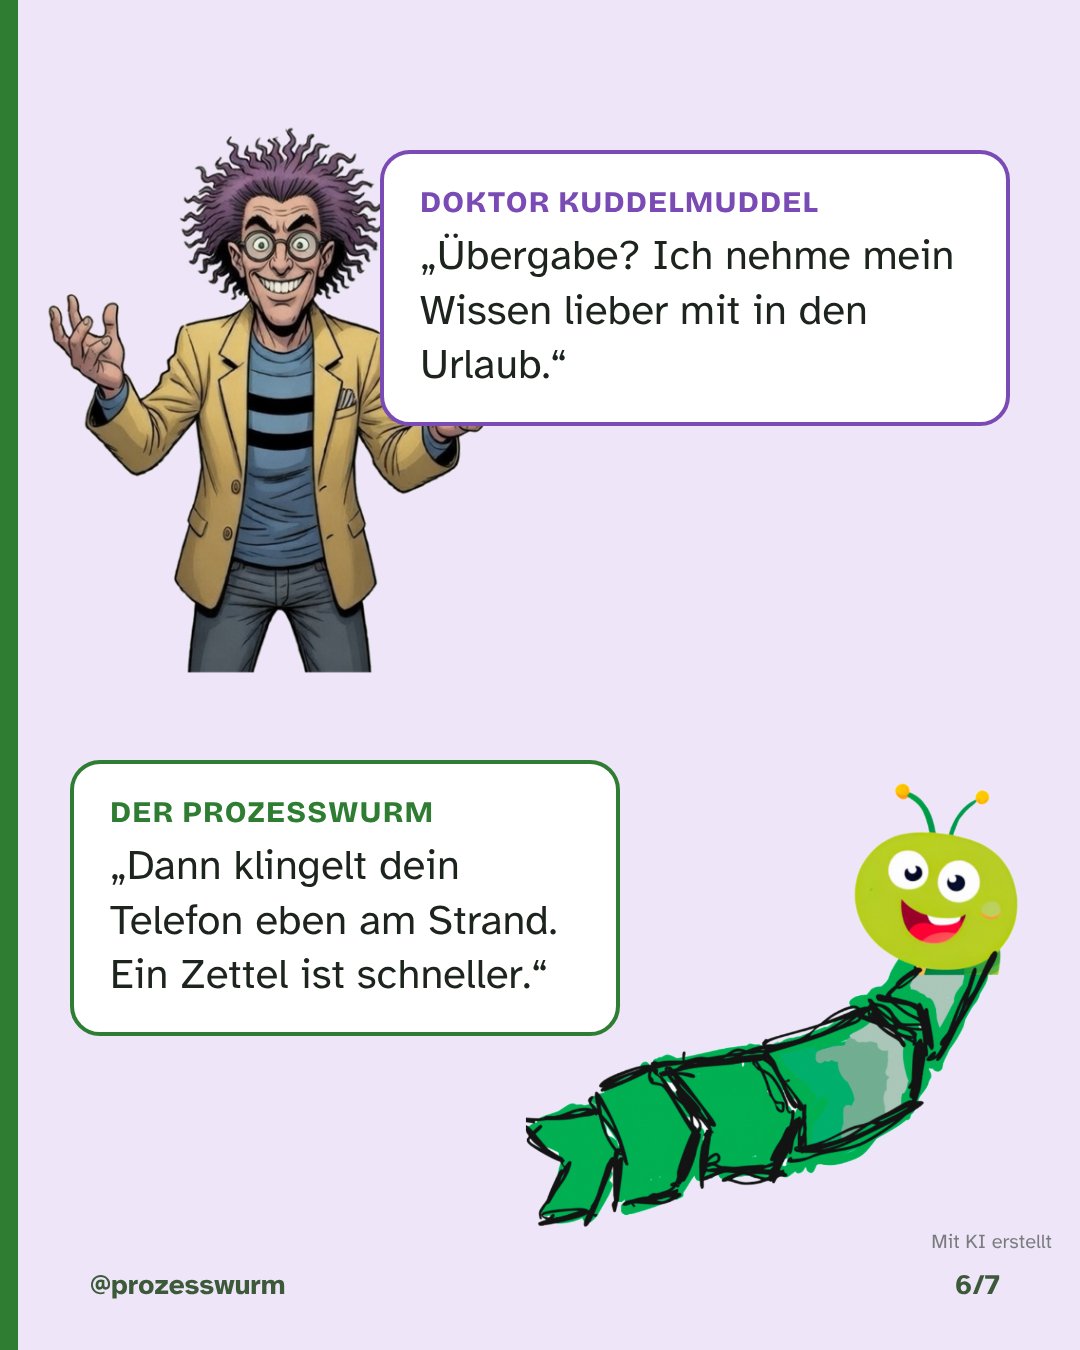 DOKTOR KUDDELMUDDEL
„Übergabe? Ich nehme mein
Wissen lieber mit in den
Urlaub.“
DER PROZESSWURM
„Dann klingelt dein
Telefon eben am Strand.
Ein Zettel ist schneller.“
Mit KI erstellt
@prozesswurm
6/7